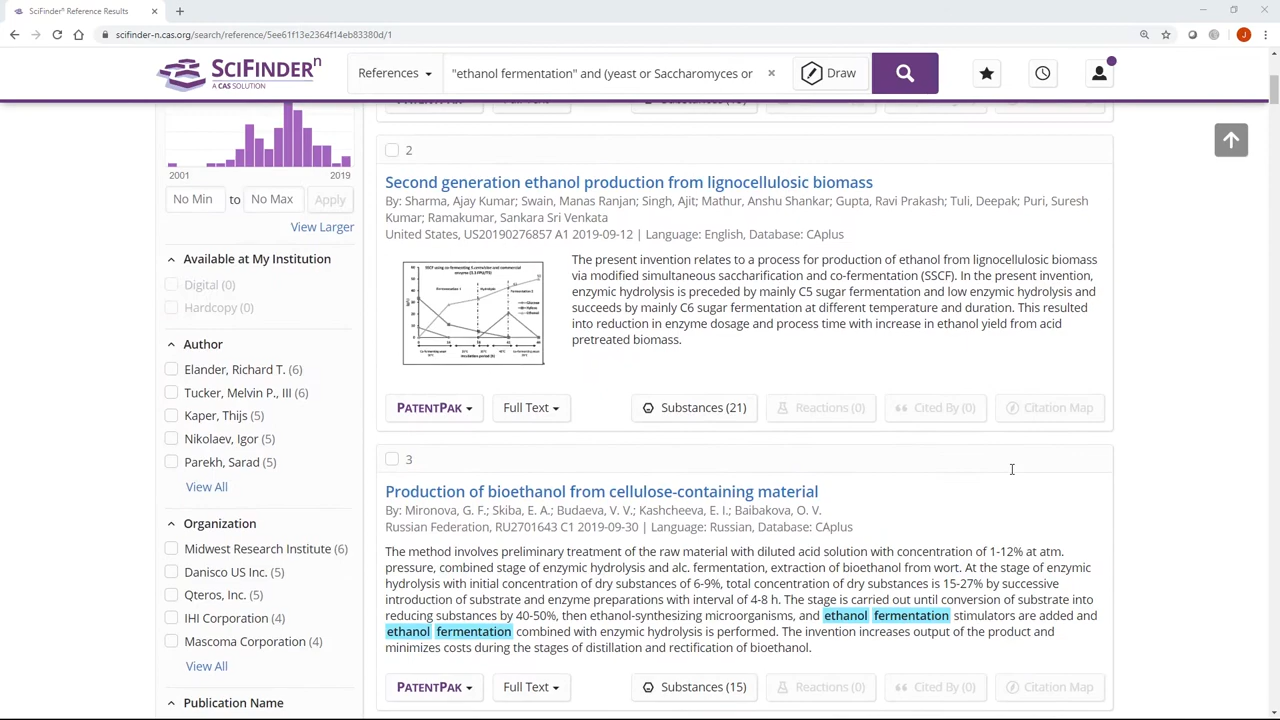 SciFinder® Reference Results
scifinder-n.cas.org/search/reference/5ee61f13e2364f14eb83380d/1
J
SCIFINDERⁿ
A CAS SOLUTION
References
"ethanol fermentation" and (yeast or Saccharomyces or
Draw
2001
2019
No Min
to
No Max
Apply
View Larger
Available at My Institution
Digital (0)
Hardcopy (0)
Author
Elander, Richard T. (6)
Tucker, Melvin P., III (6)
Kaper, Thijs (5)
Nikolaev, Igor (5)
Parekh, Sarad (5)
View All
Organization
Midwest Research Institute (6)
Danisco US Inc. (5)
Qteros, Inc. (5)
IHI Corporation (4)
Mascoma Corporation (4)
View All
Publication Name
2
Second generation ethanol production from lignocellulosic biomass
By: Sharma, Ajay Kumar; Swain, Manas Ranjan; Singh, Ajit; Mathur, Anshu Shankar; Gupta, Ravi Prakash; Tuli, Deepak; Puri, Suresh
Kumar; Ramakumar, Sankara Sri Venkata
United States, US20190276857 A1 2019-09-12 | Language: English, Database: CAplus
The present invention relates to a process for production of ethanol from lignocellulosic biomass
via modified simultaneous saccharification and co-fermentation (SSCF). In the present invention,
enzymic hydrolysis is preceded by mainly C5 sugar fermentation and low enzymic hydrolysis and
succeeds by mainly C6 sugar fermentation at different temperature and duration. This resulted
into reduction in enzyme dosage and process time with increase in ethanol yield from acid
pretreated biomass.
PATENTPAK
Full Text
Substances (21)
Reactions (0)
Cited By (0)
Citation Map
3
Production of bioethanol from cellulose-containing material
By: Mironova, G. F.; Skiba, E. A.; Budaeva, V. V.; Kashcheeva, E. I.; Baibakova, O. V.
Russian Federation, RU2701643 C1 2019-09-30 | Language: Russian, Database: CAplus
The method involves preliminary treatment of the raw material with diluted acid solution with concentration of 1-12% at atm.
pressure, combined stage of enzymic hydrolysis and alc. fermentation, extraction of bioethanol from wort. At the stage of enzymic
hydrolysis with initial concentration of dry substances of 6-9%, total concentration of dry substances is 15-27% by successive
introduction of substrate and enzyme preparations with interval of 4-8 h. The stage is carried out until conversion of substrate into
reducing substances by 40-50%, then ethanol-synthesizing microorganisms, and ethanol fermentation stimulators are added and
ethanol fermentation combined with enzymic hydrolysis is performed. The invention increases output of the product and
minimizes costs during the stages of distillation and rectification of bioethanol.
PATENTPAK
Full Text
Substances (15)
Reactions (0)
Cited By (0)
Citation Map